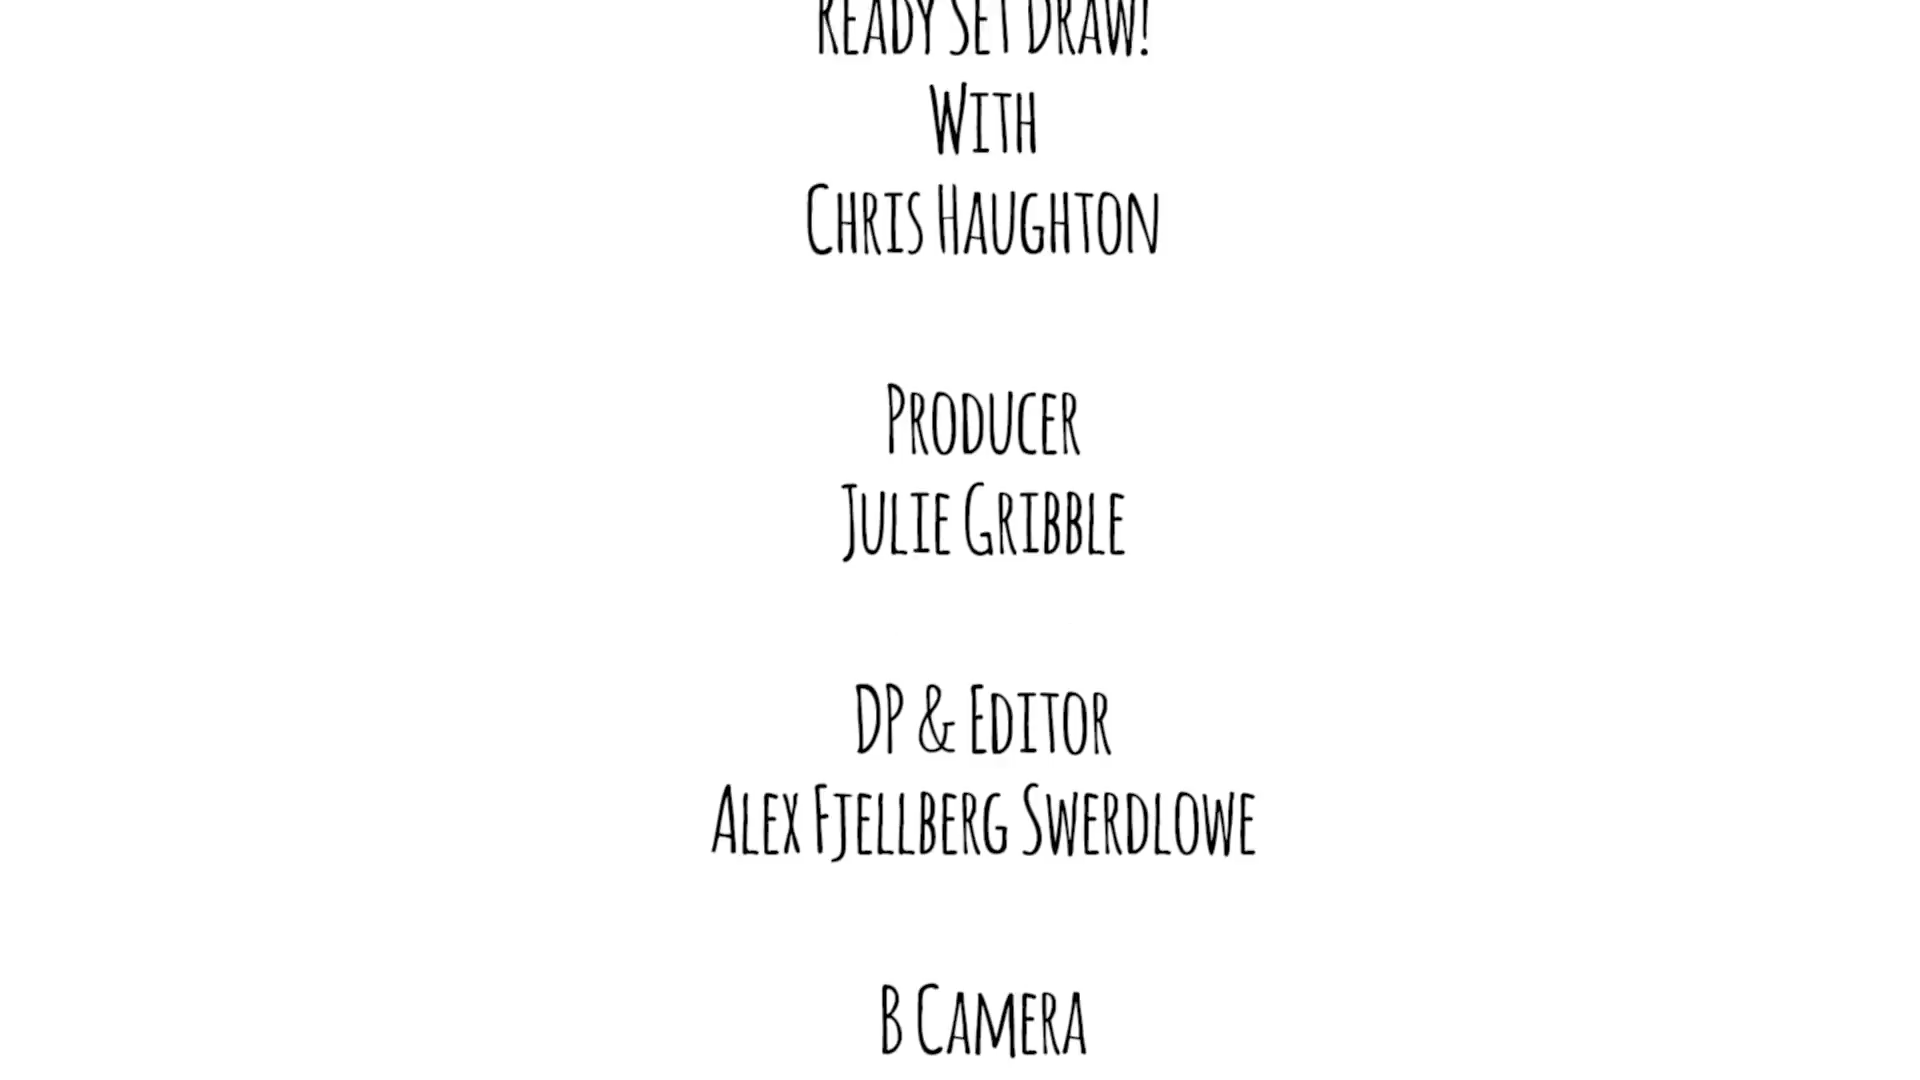 Ready Set Draw!
With
Chris Haughton
Producer
Julie Gribble
DP & Editor
Alex Fjellberg Swerdlowe
B Camera